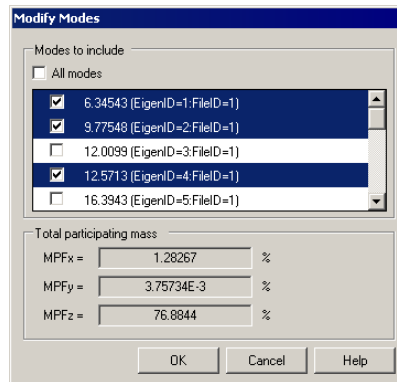 Modify Modes
Modes to include
All modes
6.34543 (EigenID=1:FileID=1)
9.77548 (EigenID=2:FileID=1)
12.0099 (EigenID=3:FileID=1)
12.5713 (EigenID=4:FileID=1)
16.3943 (EigenID=5:FileID=1)
Total participating mass
MPFx = 1.28267 %
MPFy = 3.75734E-3 %
MPFz = 76.8844 %
OK Cancel Help